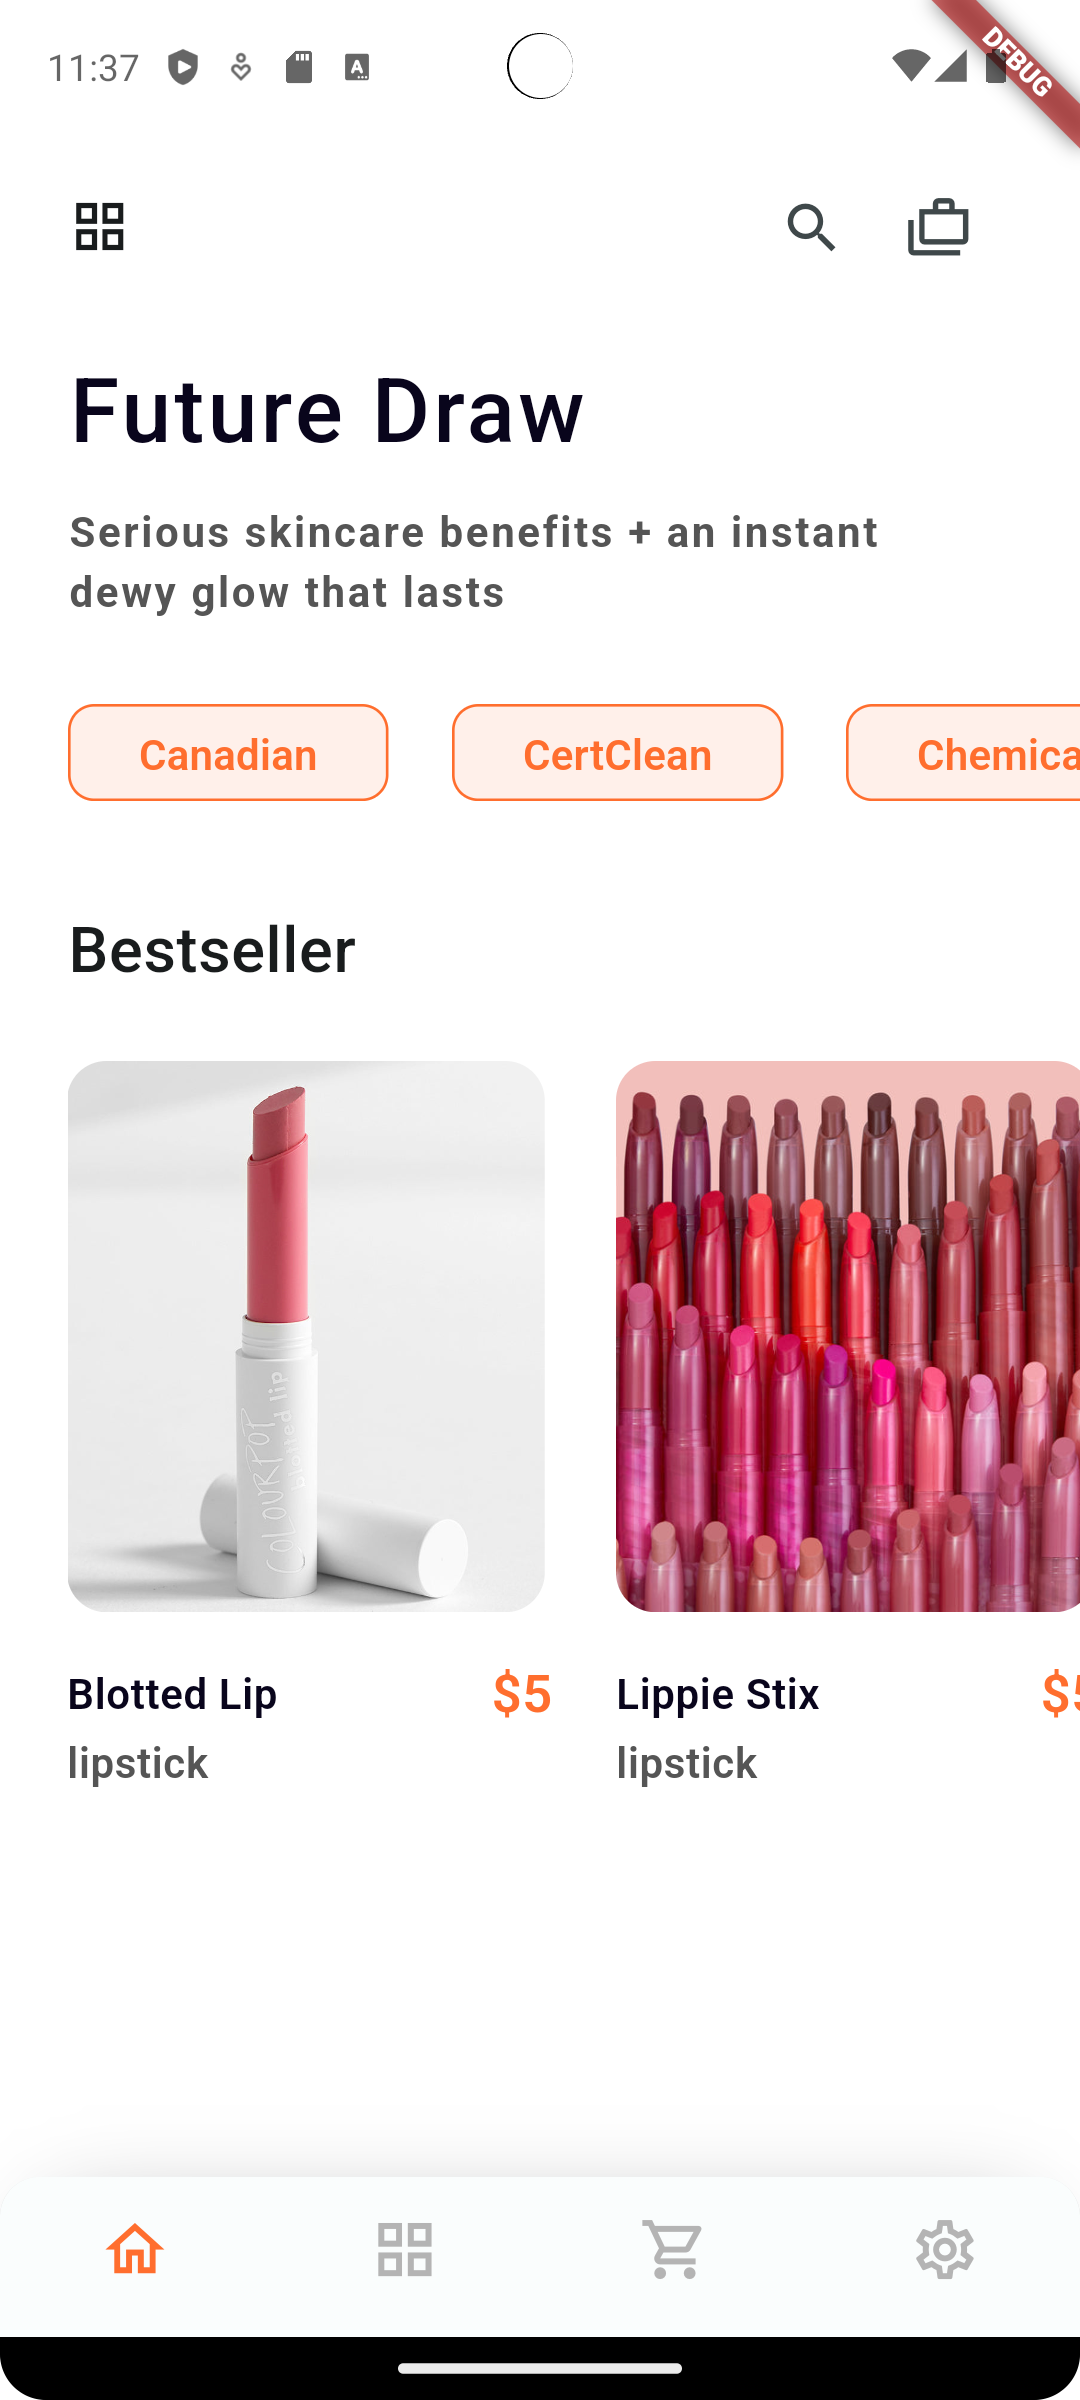 11:37
DEBUG
Future Draw
Serious skincare benefits + an instant
dewy glow that lasts
Canadian
CertClean
Chemica
Bestseller
COLOURPOP
blotted lip
Blotted Lip
$5
Lippie Stix
$5
lipstick
lipstick